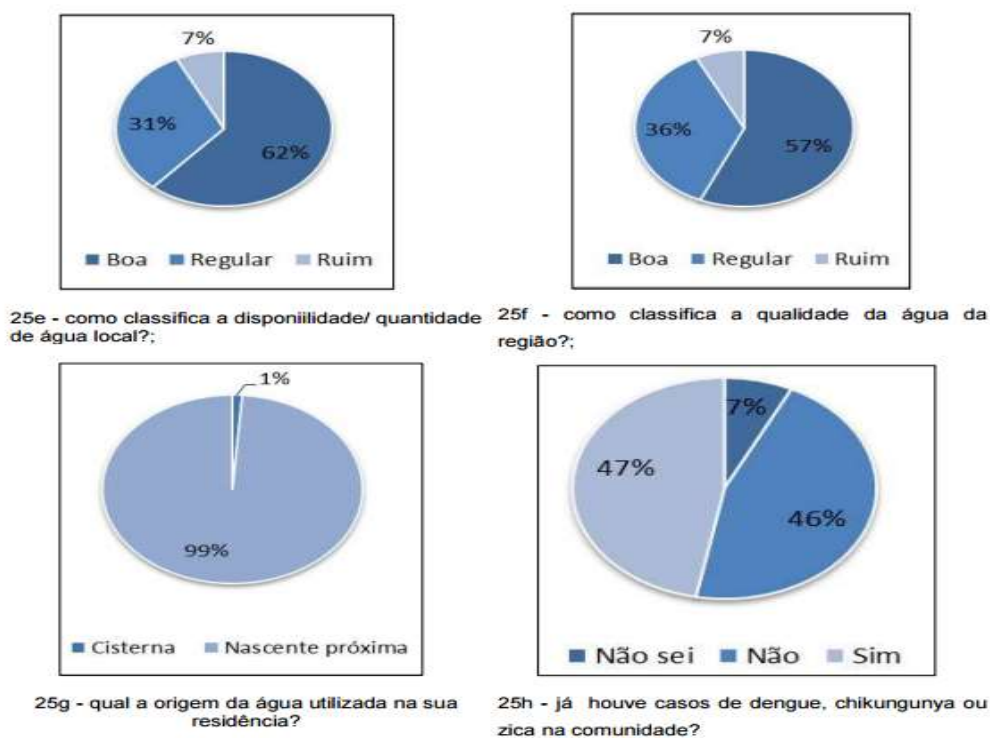 7%
31%
62%
Boa Regular Ruim
25e - como classifica a disponiilidade/ quantidade
de água local?;
7%
36%
57%
Boa Regular Ruim
25f - como classifica a qualidade da água da
região?;
1%
99%
Cisterna Nascente próxima
25g - qual a origem da água utilizada na sua
residência?
7%
47%
46%
Não sei Não Sim
25h - já houve casos de dengue, chikungunya ou
zica na comunidade?